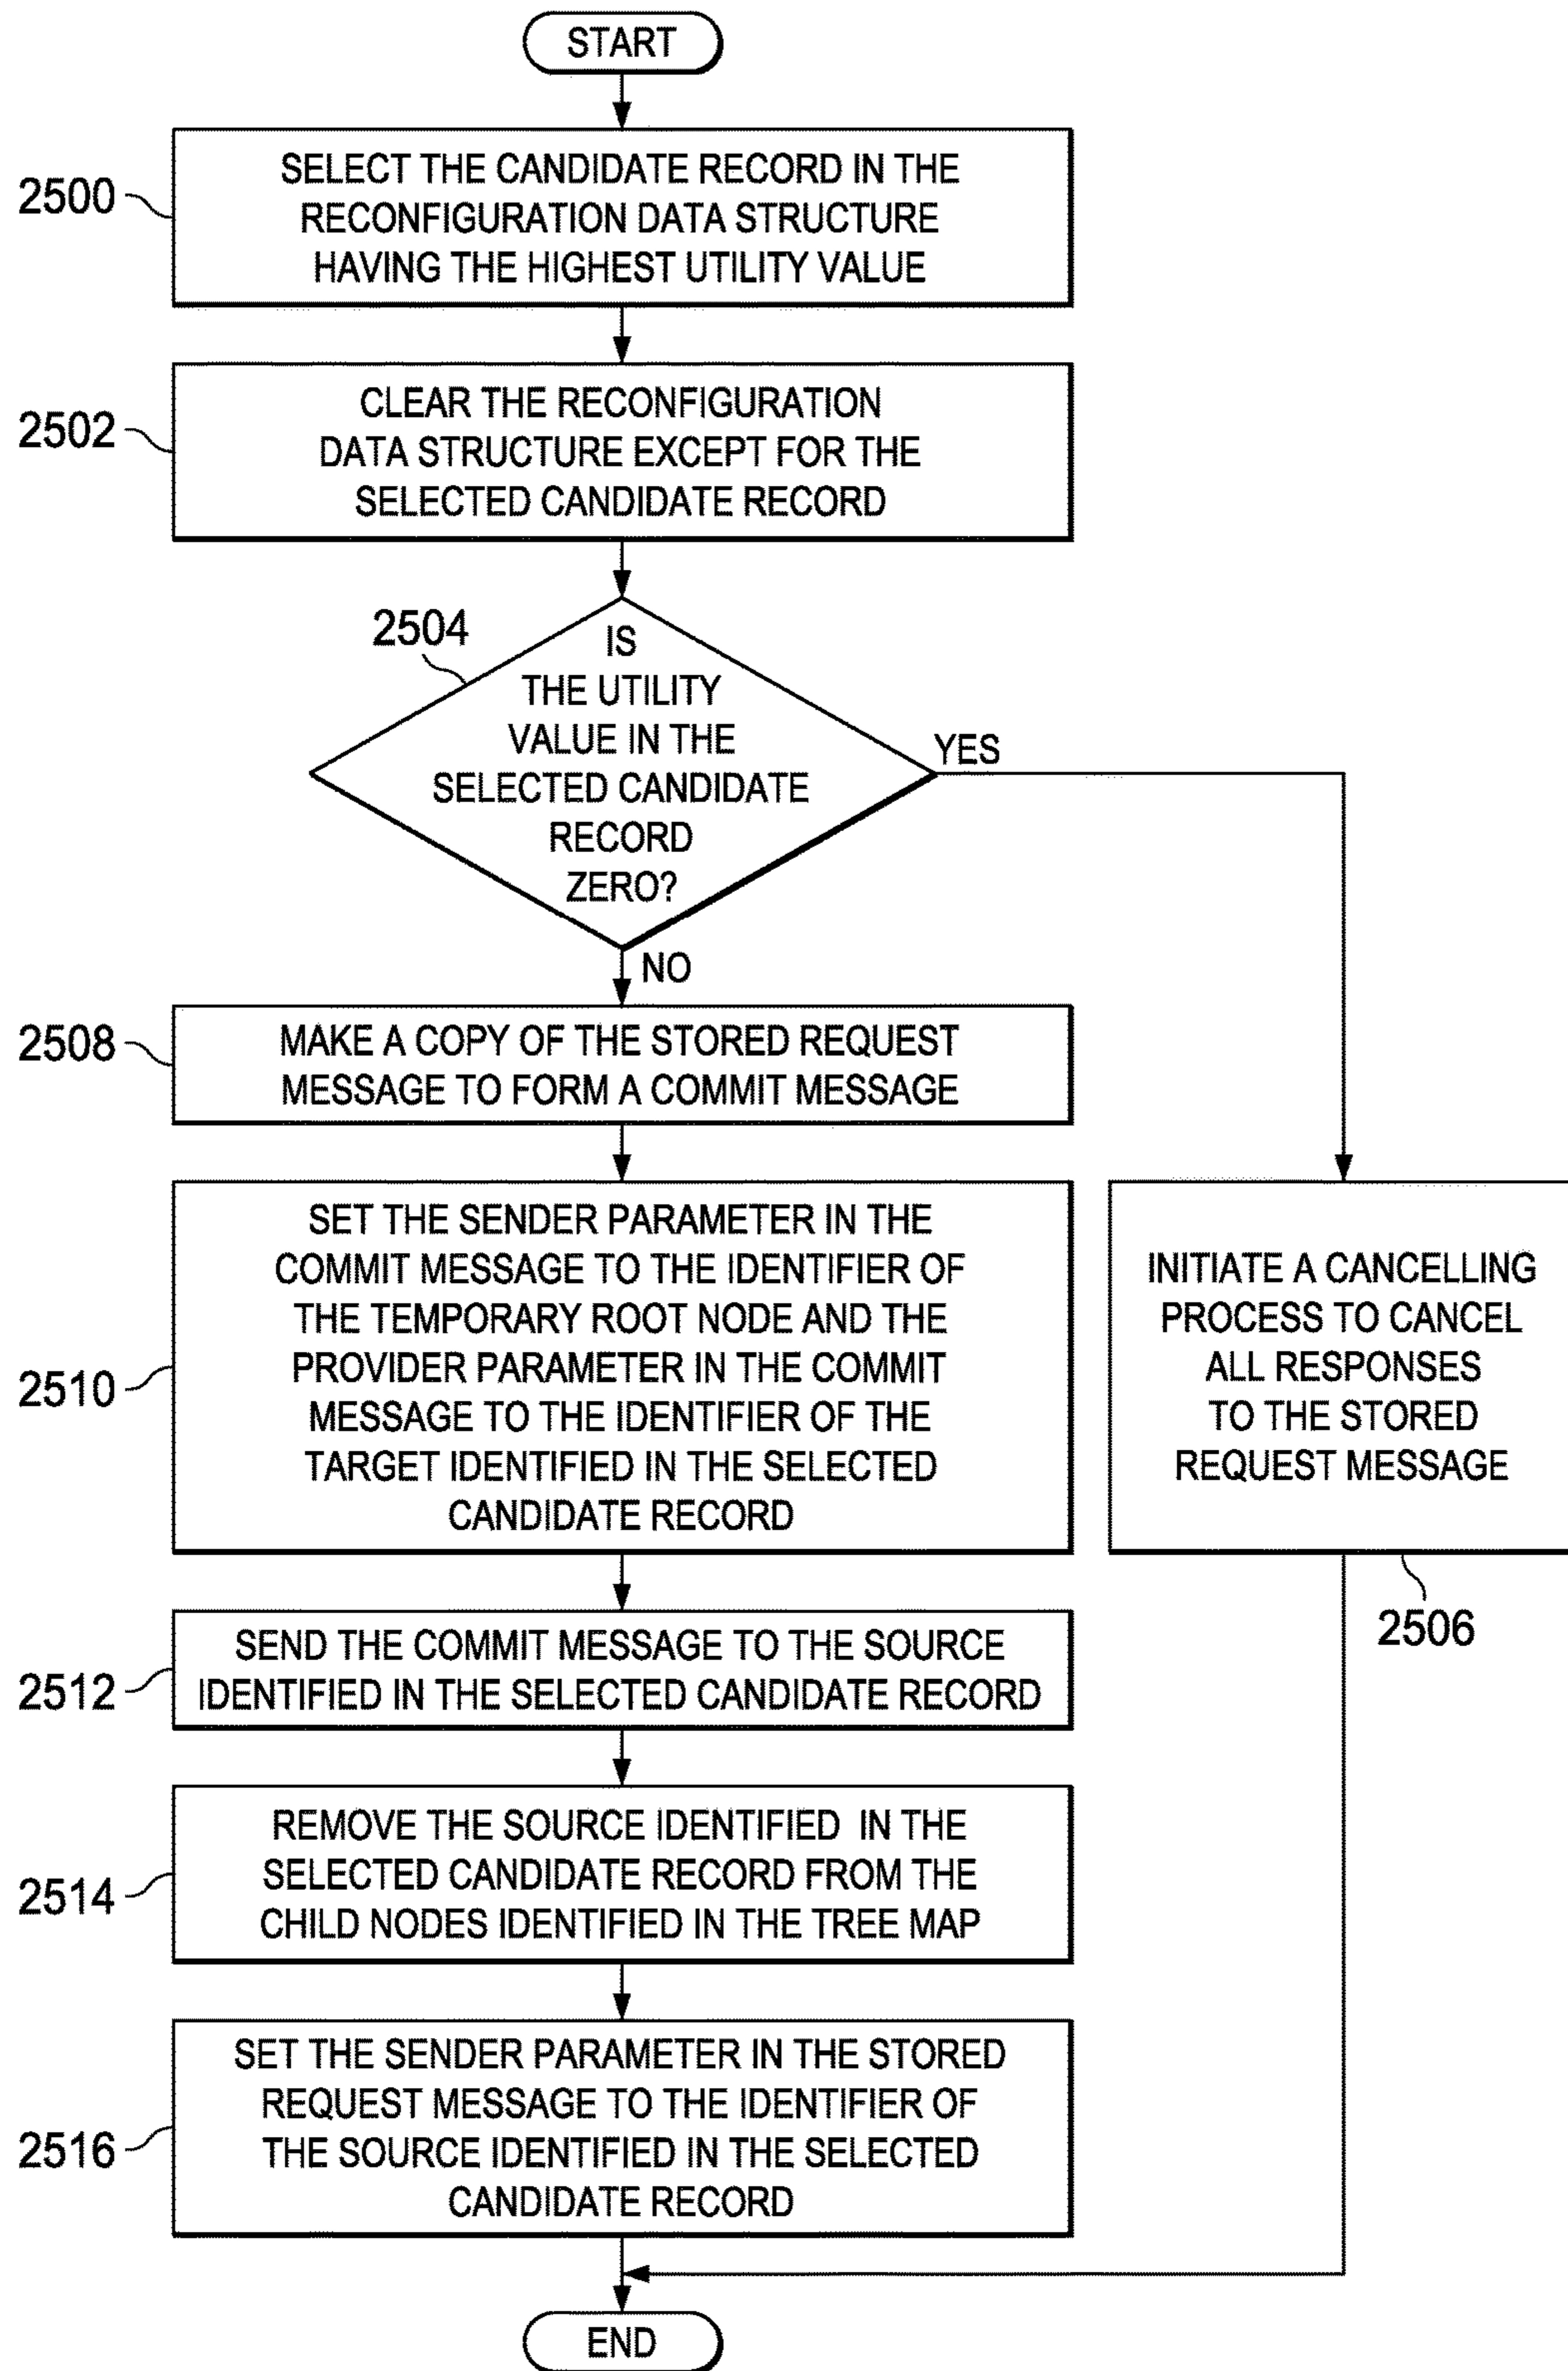 START
2500
SELECT THE CANDIDATE RECORD IN THE
RECONFIGURATION DATA STRUCTURE
HAVING THE HIGHEST UTILITY VALUE
2502
CLEAR THE RECONFIGURATION
DATA STRUCTURE EXCEPT FOR THE
SELECTED CANDIDATE RECORD
2504
IS
THE UTILITY
VALUE IN THE
SELECTED CANDIDATE
RECORD
ZERO?
YES
NO
2508
MAKE A COPY OF THE STORED REQUEST
MESSAGE TO FORM A COMMIT MESSAGE
2510
SET THE SENDER PARAMETER IN THE
COMMIT MESSAGE TO THE IDENTIFIER OF
THE TEMPORARY ROOT NODE AND THE
PROVIDER PARAMETER IN THE COMMIT
MESSAGE TO THE IDENTIFIER OF THE
TARGET IDENTIFIED IN THE SELECTED
CANDIDATE RECORD
INITIATE A CANCELLING
PROCESS TO CANCEL
ALL RESPONSES
TO THE STORED
REQUEST MESSAGE
2506
2512
SEND THE COMMIT MESSAGE TO THE SOURCE
IDENTIFIED IN THE SELECTED CANDIDATE RECORD
2514
REMOVE THE SOURCE IDENTIFIED IN THE
SELECTED CANDIDATE RECORD FROM THE
CHILD NODES IDENTIFIED IN THE TREE MAP
2516
SET THE SENDER PARAMETER IN THE STORED
REQUEST MESSAGE TO THE IDENTIFIER OF
THE SOURCE IDENTIFIED IN THE SELECTED
CANDIDATE RECORD
END